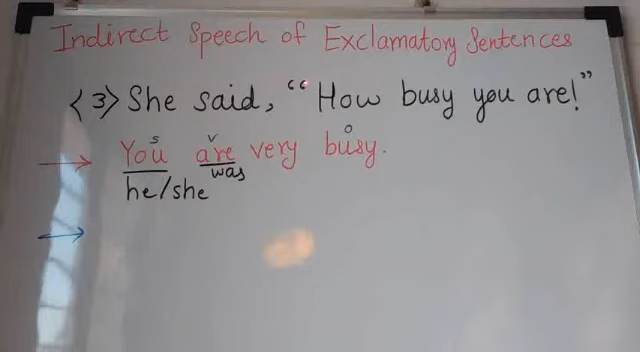 Indirect Speech of Exclamatory Sentences
<3> She said, "How busy you are!"
s v o
→ You are very busy.
was
he/she
→